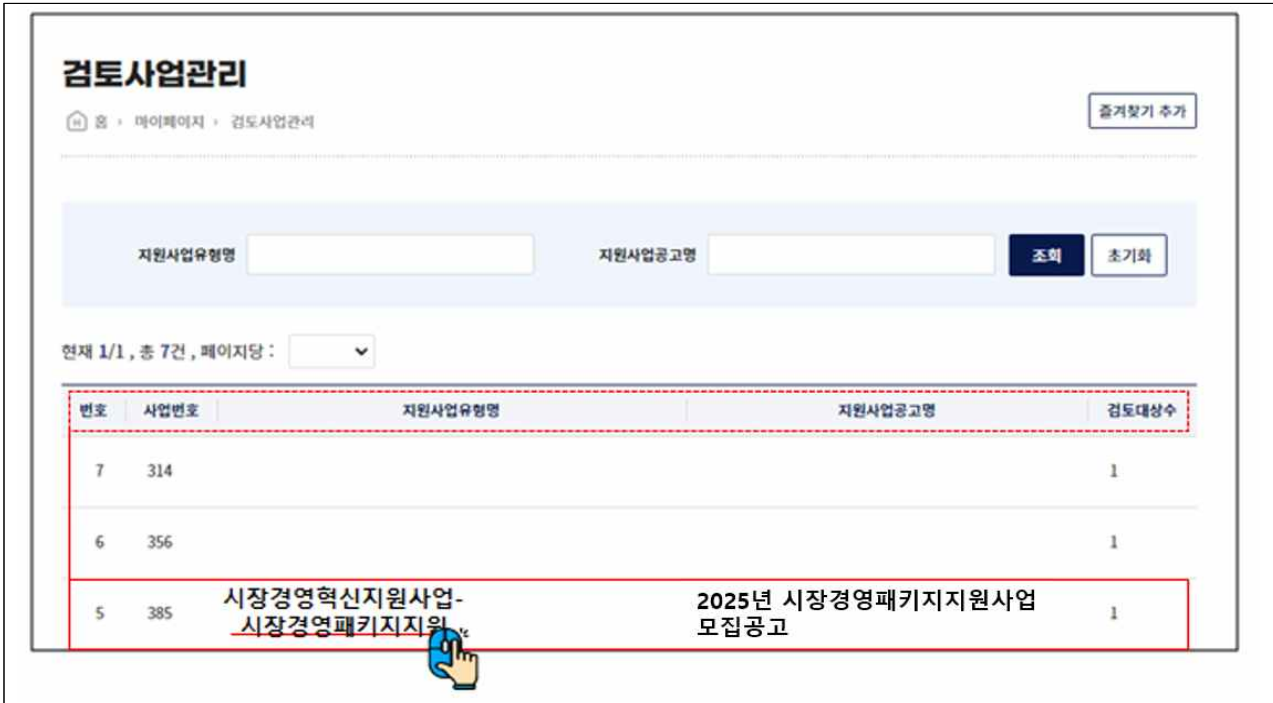 검토사업관리
홈 › 마이페이지 › 검토사업관리
즐겨찾기 추가
지원사업유형명
지원사업공고명
조회
초기화
현재 1/1 , 총 7건 , 페이지당 :
번호 사업번호 지원사업유형명 지원사업공고명 검토대상수
7 314 1
6 356 1
5 385 시장경영혁신지원사업- 2025년 시장경영패키지지원사업 1
시장경영패키지지원 모집공고